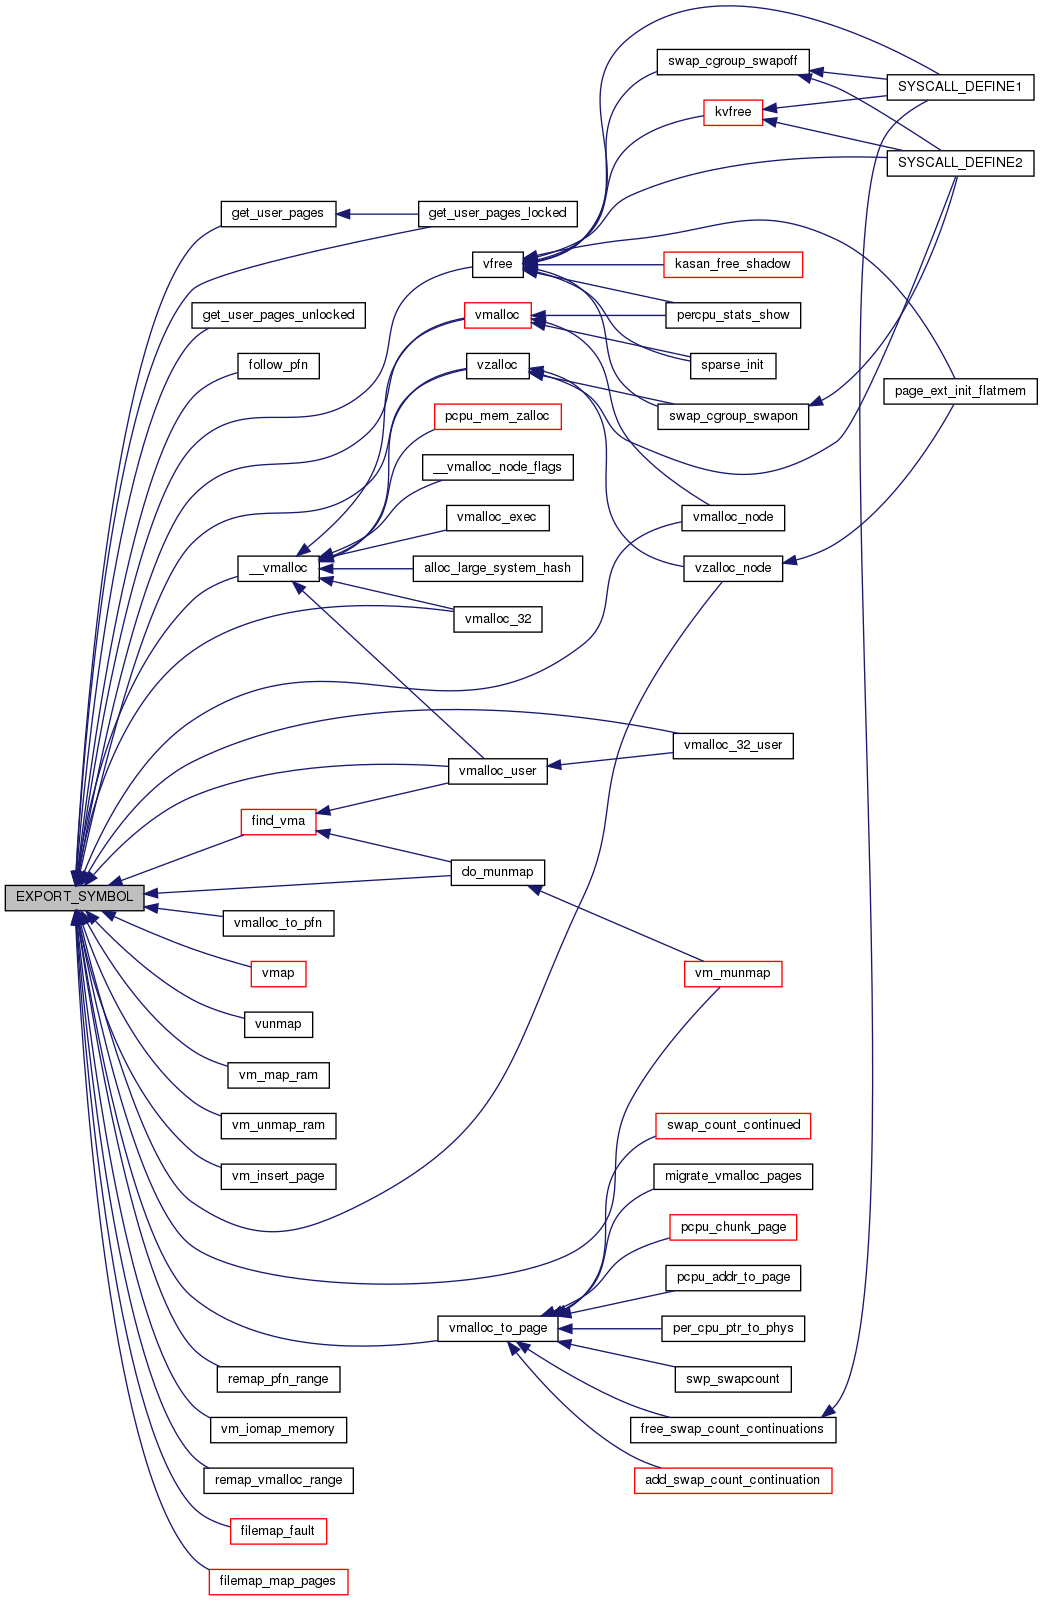 swap_cgroup_swapoff
SYSCALL_DEFINE1
kvfree
SYSCALL_DEFINE2
get_user_pages
get_user_pages_locked
vfree
kasan_free_shadow
get_user_pages_unlocked
vmalloc
percpu_stats_show
follow_pfn
vzalloc
sparse_init
page_ext_init_flatmem
pcpu_mem_zalloc
swap_cgroup_swapon
__vmalloc_node_flags
vmalloc_exec
vmalloc_node
__vmalloc
alloc_large_system_hash
vzalloc_node
vmalloc_32
vmalloc_32_user
vmalloc_user
find_vma
do_munmap
EXPORT_SYMBOL
vmalloc_to_pfn
vmap
vm_munmap
vunmap
vm_map_ram
vm_unmap_ram
swap_count_continued
vm_insert_page
migrate_vmalloc_pages
pcpu_chunk_page
pcpu_addr_to_page
vmalloc_to_page
per_cpu_ptr_to_phys
remap_pfn_range
swp_swapcount
vm_iomap_memory
free_swap_count_continuations
remap_vmalloc_range
add_swap_count_continuation
filemap_fault
filemap_map_pages